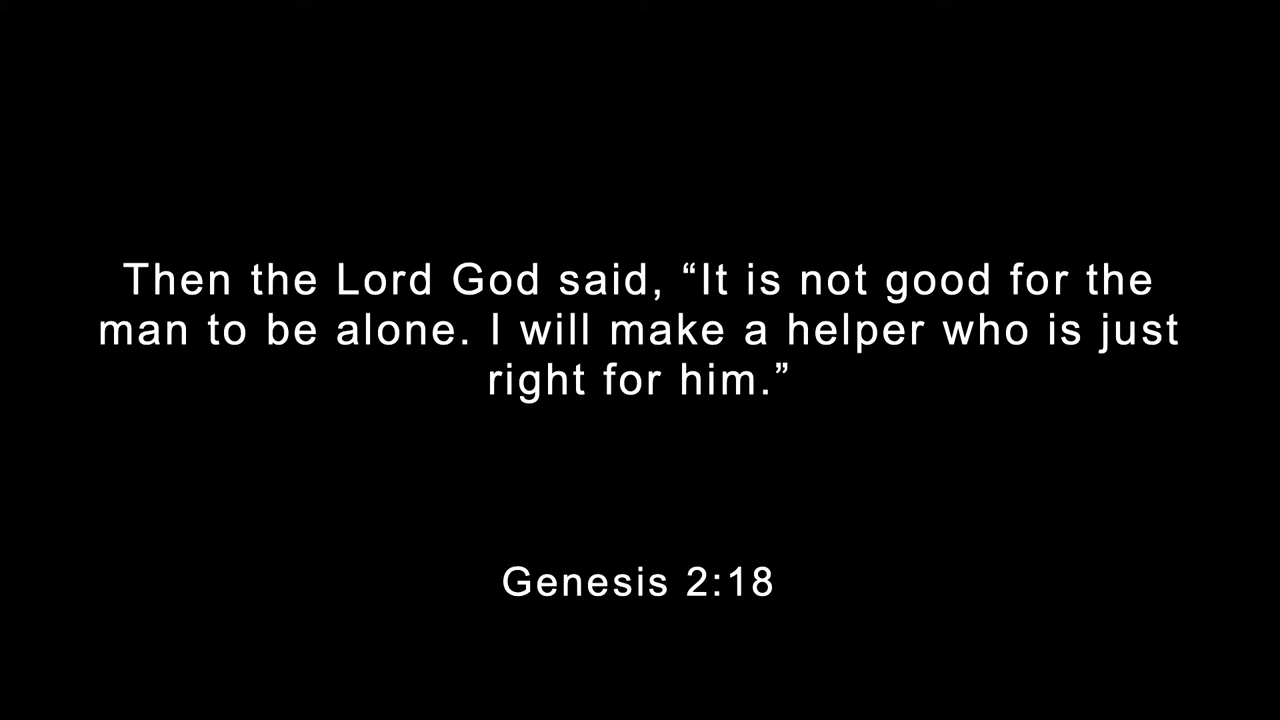 Then the Lord God said, “It is not good for the
man to be alone. I will make a helper who is just
right for him.”
Genesis 2:18